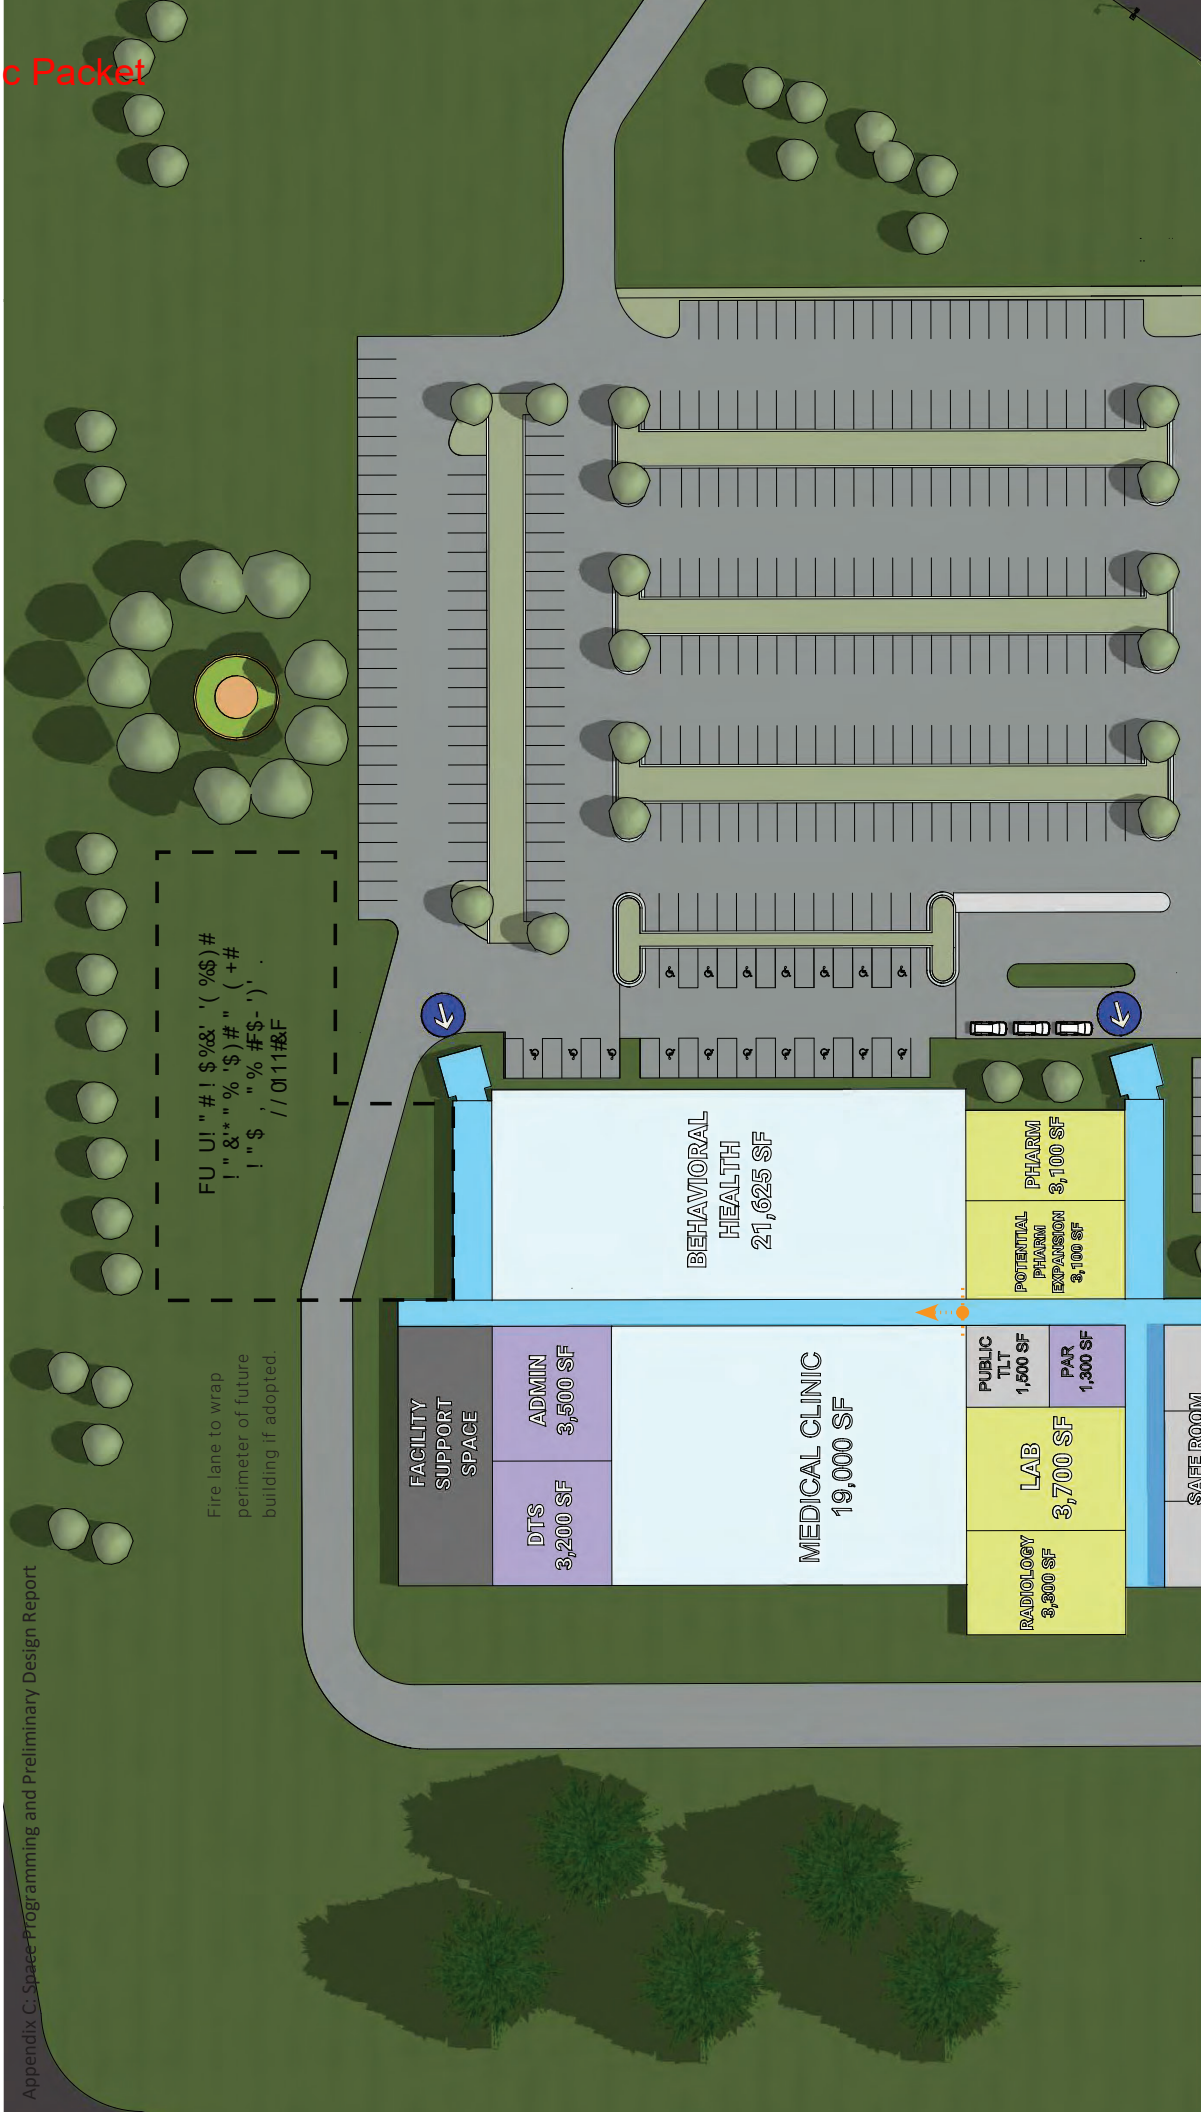 c Packet
Appendix C: Space Programming and Preliminary Design Report
Fire lane to wrap
perimeter of future
building if adopted.
FACILITY
SUPPORT
SPACE
ADMIN
3,500 SF
DTS
3,200 SF
BEHAVIORAL
HEALTH
21,625 SF
MEDICAL CLINIC
19,000 SF
PHARM
3,100 SF
POTENTIAL
PHARM
EXPANSION
3,100 SF
PUBLIC
TLT
1,500 SF
PAR
1,300 SF
LAB
3,700 SF
RADIOLOGY
3,300 SF
SAFE ROOM